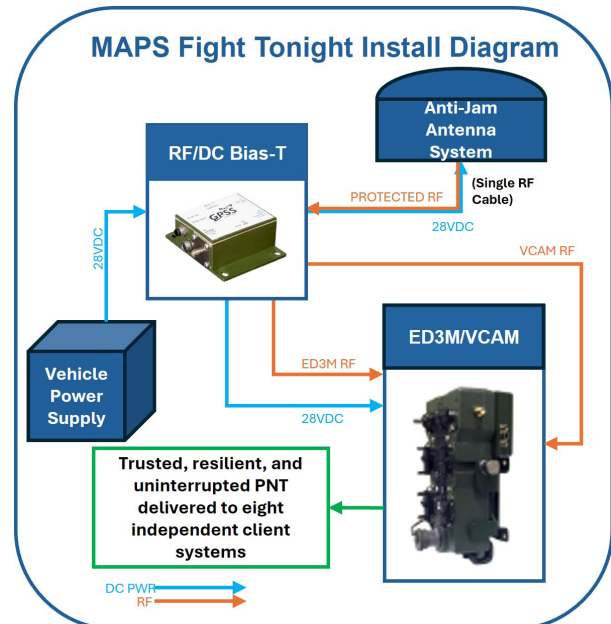 MAPS Fight Tonight Install Diagram
Anti-Jam
Antenna
System
RF/DC Bias-T
(Single RF
Cable)
PROTECTED RF
28VDC
GPSS
28VDC
VCAM RF
ED3M/VCAM
Vehicle
Power
Supply
ED3M RF
28VDC
Trusted, resilient, and
uninterrupted PNT
delivered to eight
independent client
systems
DC PWR
RF